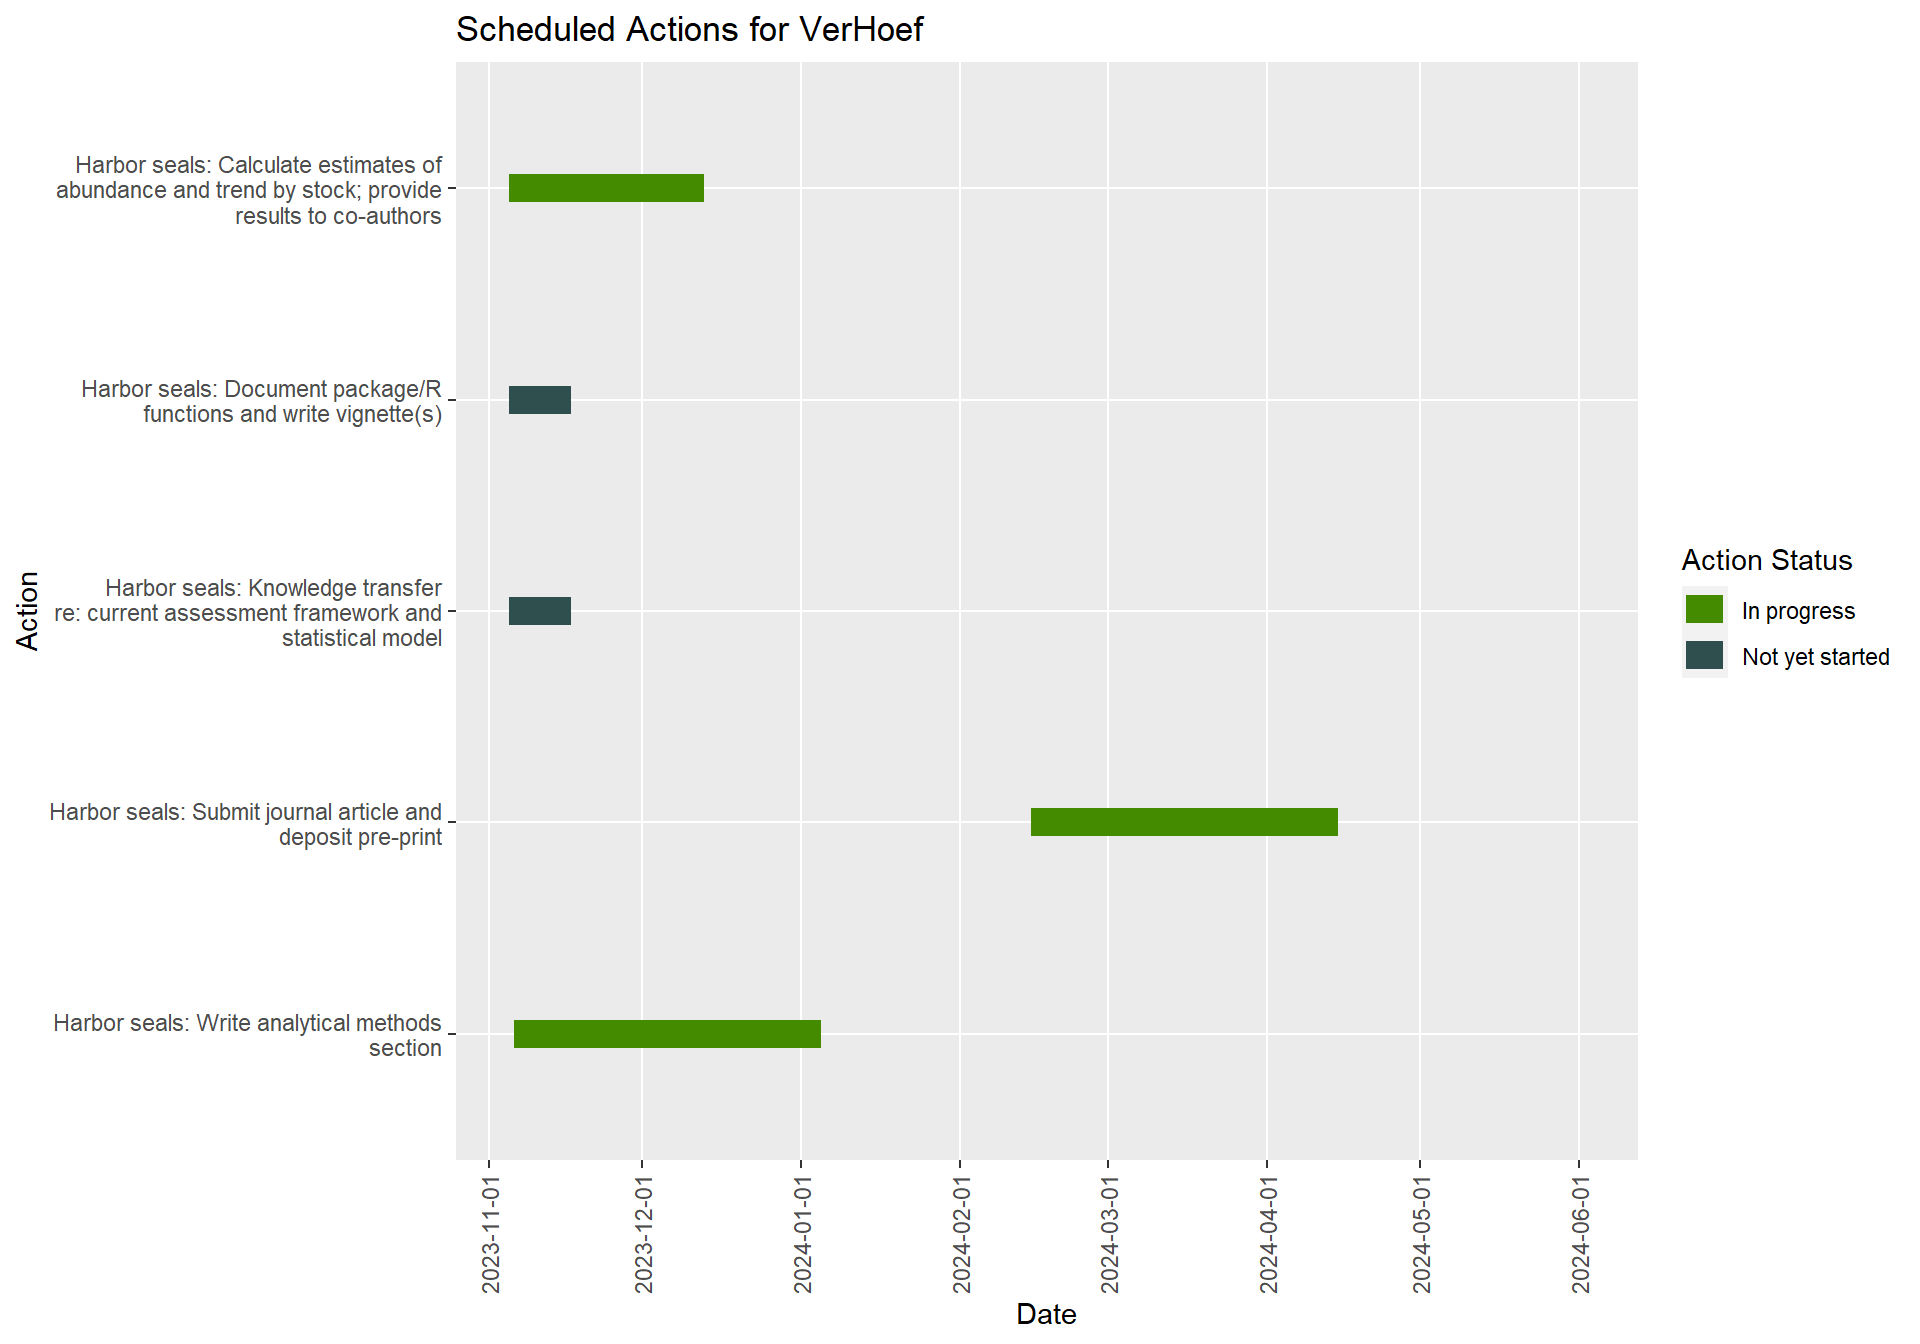 Scheduled Actions for VerHoef
Harbor seals: Calculate estimates of
abundance and trend by stock; provide
results to co-authors
Harbor seals: Document package/R
functions and write vignette(s)
Harbor seals: Knowledge transfer
re: current assessment framework and
statistical model
Harbor seals: Submit journal article and
deposit pre-print
Harbor seals: Write analytical methods
section
Action
2023-11-01
2023-12-01
2024-01-01
2024-02-01
2024-03-01
2024-04-01
2024-05-01
2024-06-01
Date
Action Status
In progress
Not yet started